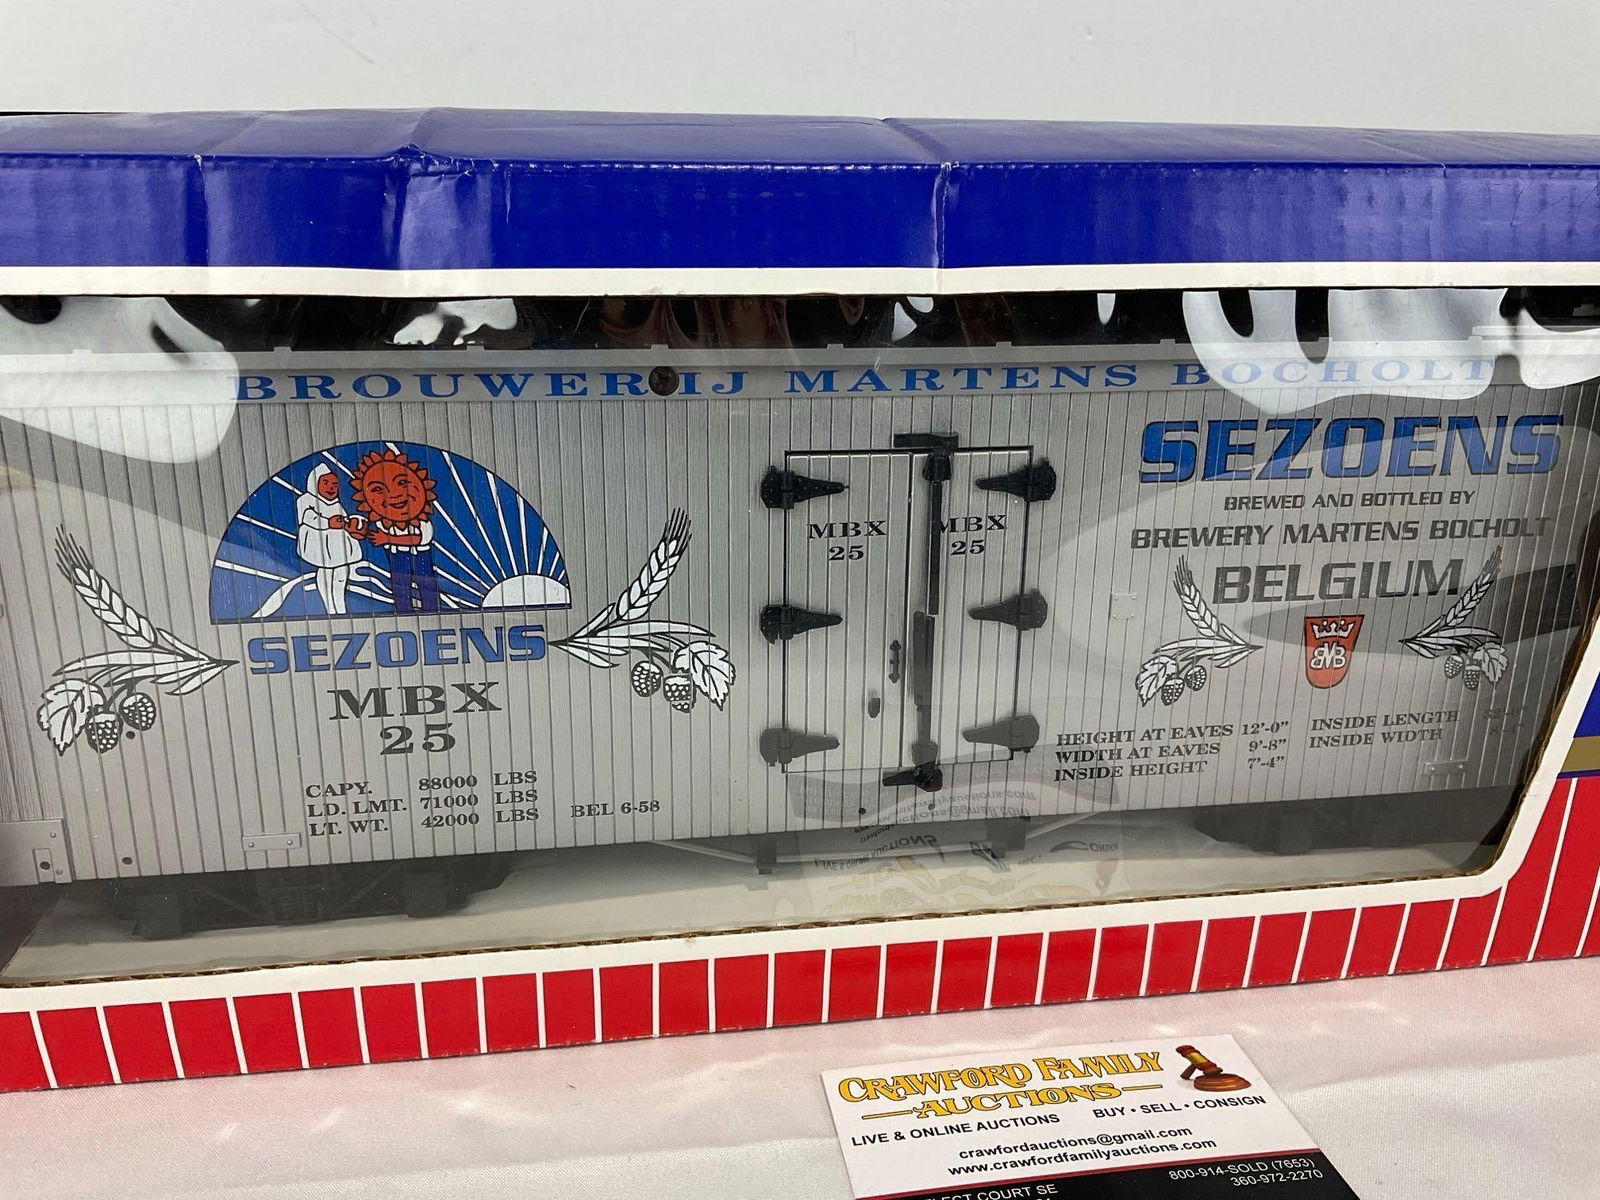 BROUWERIJ MARTENS BOCHOLT
SEZOENS
MBX
25
CAPY. 88000 LBS
LD. LMT. 71000 LBS
LT. WT. 42000 LBS BEL 6-58
MBX
25
MBX
25
SEZOENS
BREWED AND BOTTLED BY
BREWERY MARTENS BOCHOLT
BELGIUM
HEIGHT AT EAVES 12'-0" INSIDE LENGTH
WIDTH AT EAVES 9'-8" INSIDE WIDTH
INSIDE HEIGHT 7'-4"
CRAWFORD FAMILY
AUCTIONS
LIVE & ONLINE AUCTIONS BUY • SELL • CONSIGN
crawfordauctions@gmail.com
www.crawfordfamilyauctions.com
800-914-SOLD (7653)
360-972-2270
COURT SE